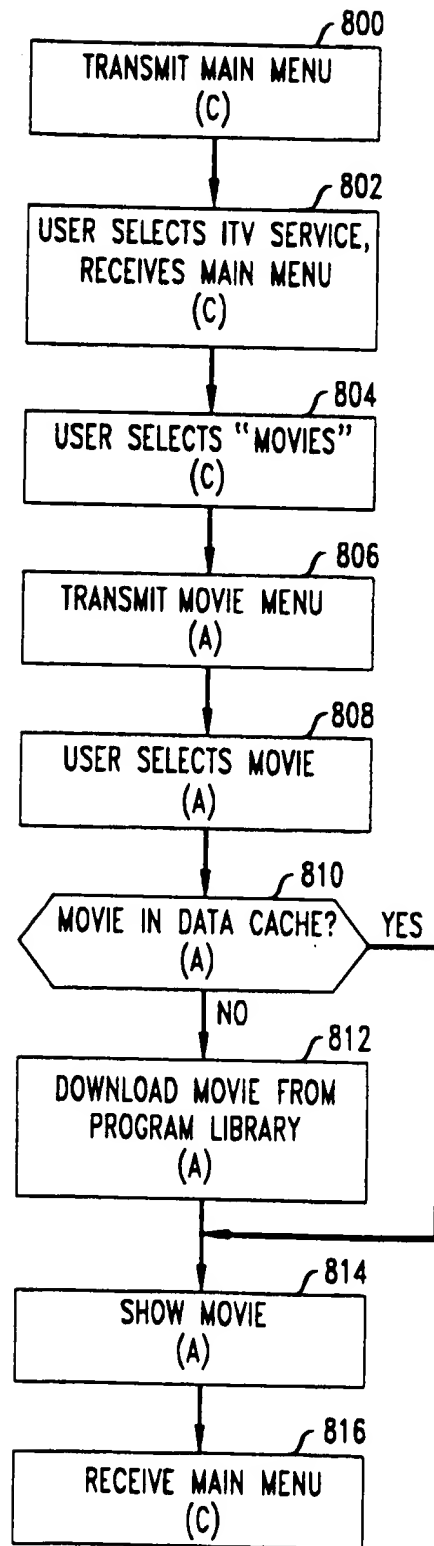 800
TRANSMIT MAIN MENU
(C)
802
USER SELECTS ITV SERVICE,
RECEIVES MAIN MENU
(C)
804
USER SELECTS “MOVIES”
(C)
806
TRANSMIT MOVIE MENU
(A)
808
USER SELECTS MOVIE
(A)
810
MOVIE IN DATA CACHE?
(A)
YES
NO
812
DOWNLOAD MOVIE FROM
PROGRAM LIBRARY
(A)
814
SHOW MOVIE
(A)
816
RECEIVE MAIN MENU
(C)